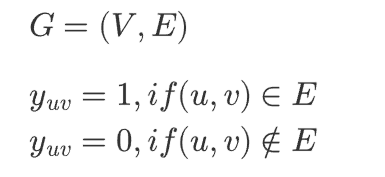 G = (V, E)
y_{uv} = 1, if(u, v) ∈ E
y_{uv} = 0, if(u, v) ∉ E